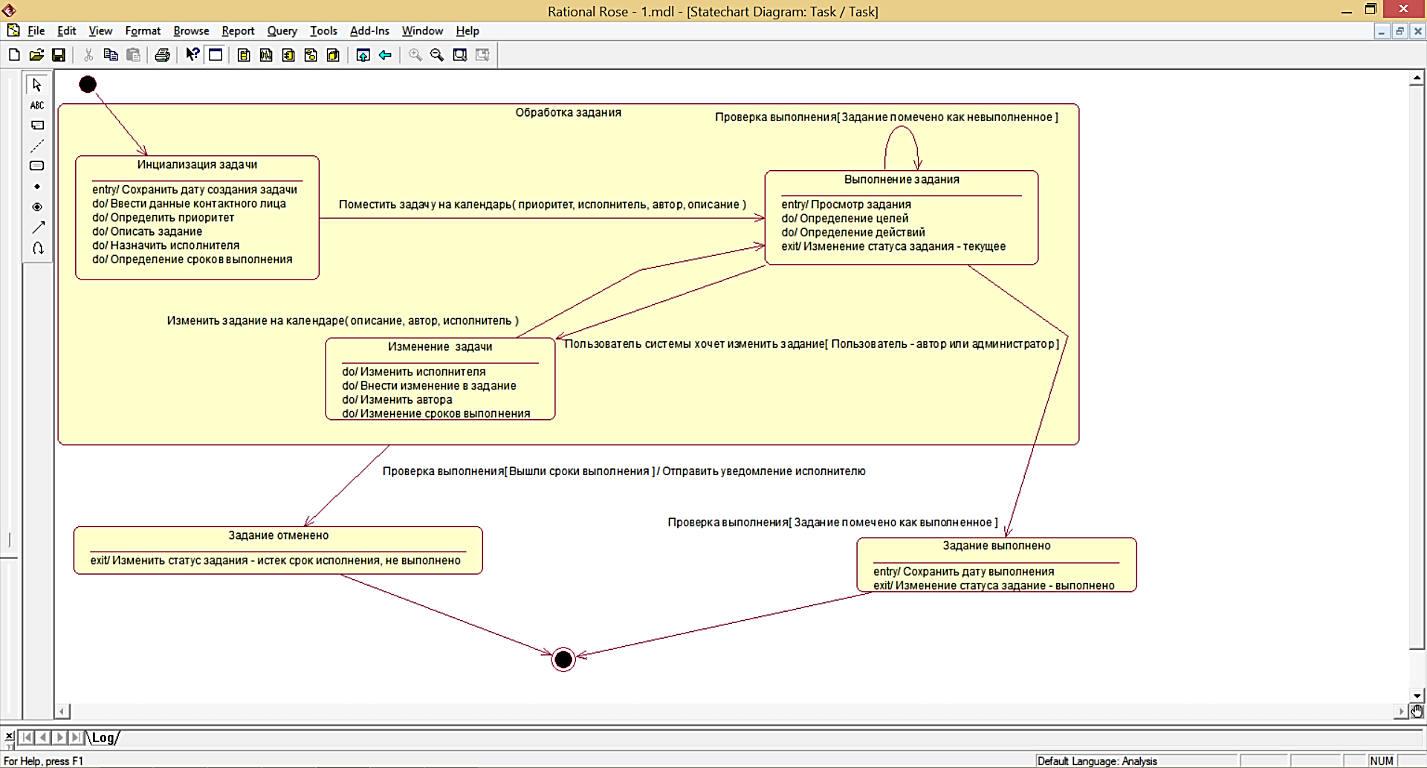 Rational Rose - 1.mdl - [Statechart Diagram: Task / Task]
File Edit View Format Browse Report Query Tools Add-Ins Window Help
ABC
Обработка задания
Проверка выполнения[ Задание помечено как невыполненное ]
Инциализация задачи
entry/ Сохранить дату создания задачи
do/ Ввести данные контактного лица
do/ Определить приоритет
do/ Описать задание
do/ Назначить исполнителя
do/ Определение сроков выполнения
Поместить задачу на календарь( приоритет, исполнитель, автор, описание )
Выполнение задания
entry/ Просмотр задания
do/ Определение целей
do/ Определение действий
exit/ Изменение статуса задания - текущее
Изменить задание на календаре( описание, автор, исполнитель )
Пользователь системы хочет изменить задание[ Пользователь - автор или администратор ]
Изменение задачи
do/ Изменить исполнителя
do/ Внести изменение в задание
do/ Изменить автора
do/ Изменение сроков выполнения
Проверка выполнения[ Вышли сроки выполнения ] / Отправить уведомление исполнителю
Задание отменено
exit/ Изменить статус задания - истек срок исполнения, не выполнено
Проверка выполнения[ Задание помечено как выполненное ]
Задание выполнено
entry/ Сохранить дату выполнения
exit/ Изменение статуса задание - выполнено
Log
For Help, press F1
Default Language: Analysis
NUM